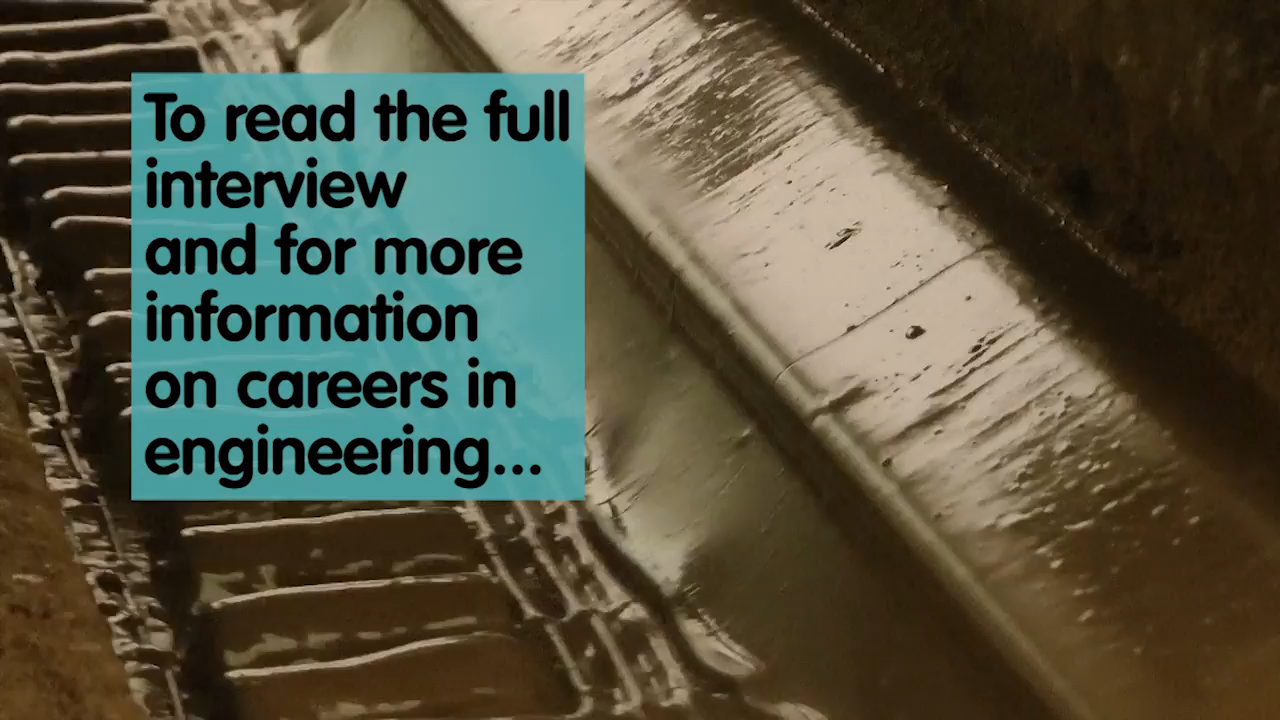 To read the full
interview
and for more
information
on careers in
engineering...